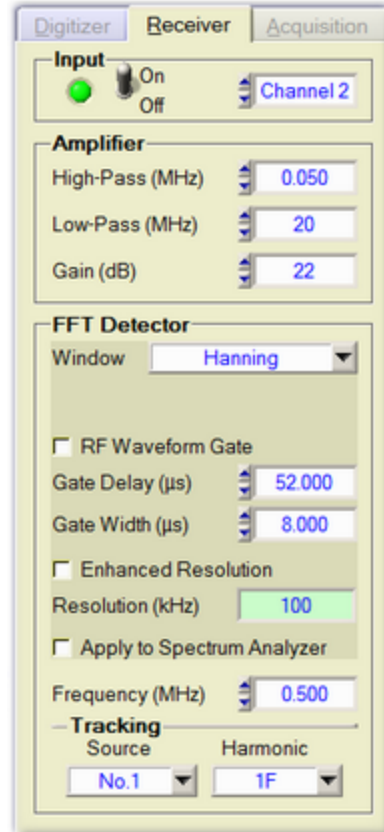 Digitizer Receiver Acquisition
Input
On
Off
Channel 2
Amplifier
High-Pass (MHz) 0.050
Low-Pass (MHz) 20
Gain (dB) 22
FFT Detector
Window Hanning
RF Waveform Gate
Gate Delay (µs) 52.000
Gate Width (µs) 8.000
Enhanced Resolution
Resolution (kHz) 100
Apply to Spectrum Analyzer
Frequency (MHz) 0.500
Tracking
Source Harmonic
No.1 1F